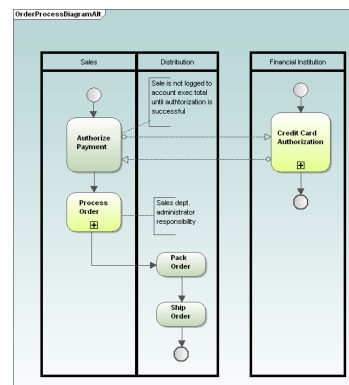 OrderProcessDiagramAlt
Sales
Distribution
Financial Institution
Sale is not logged to
account exec total
until authtorization is
successful
Authorize
Payment
Credit Card
Authorization
Process
Order
Sales dept.
administrator
responsibility
Pack
Order
Ship
Order